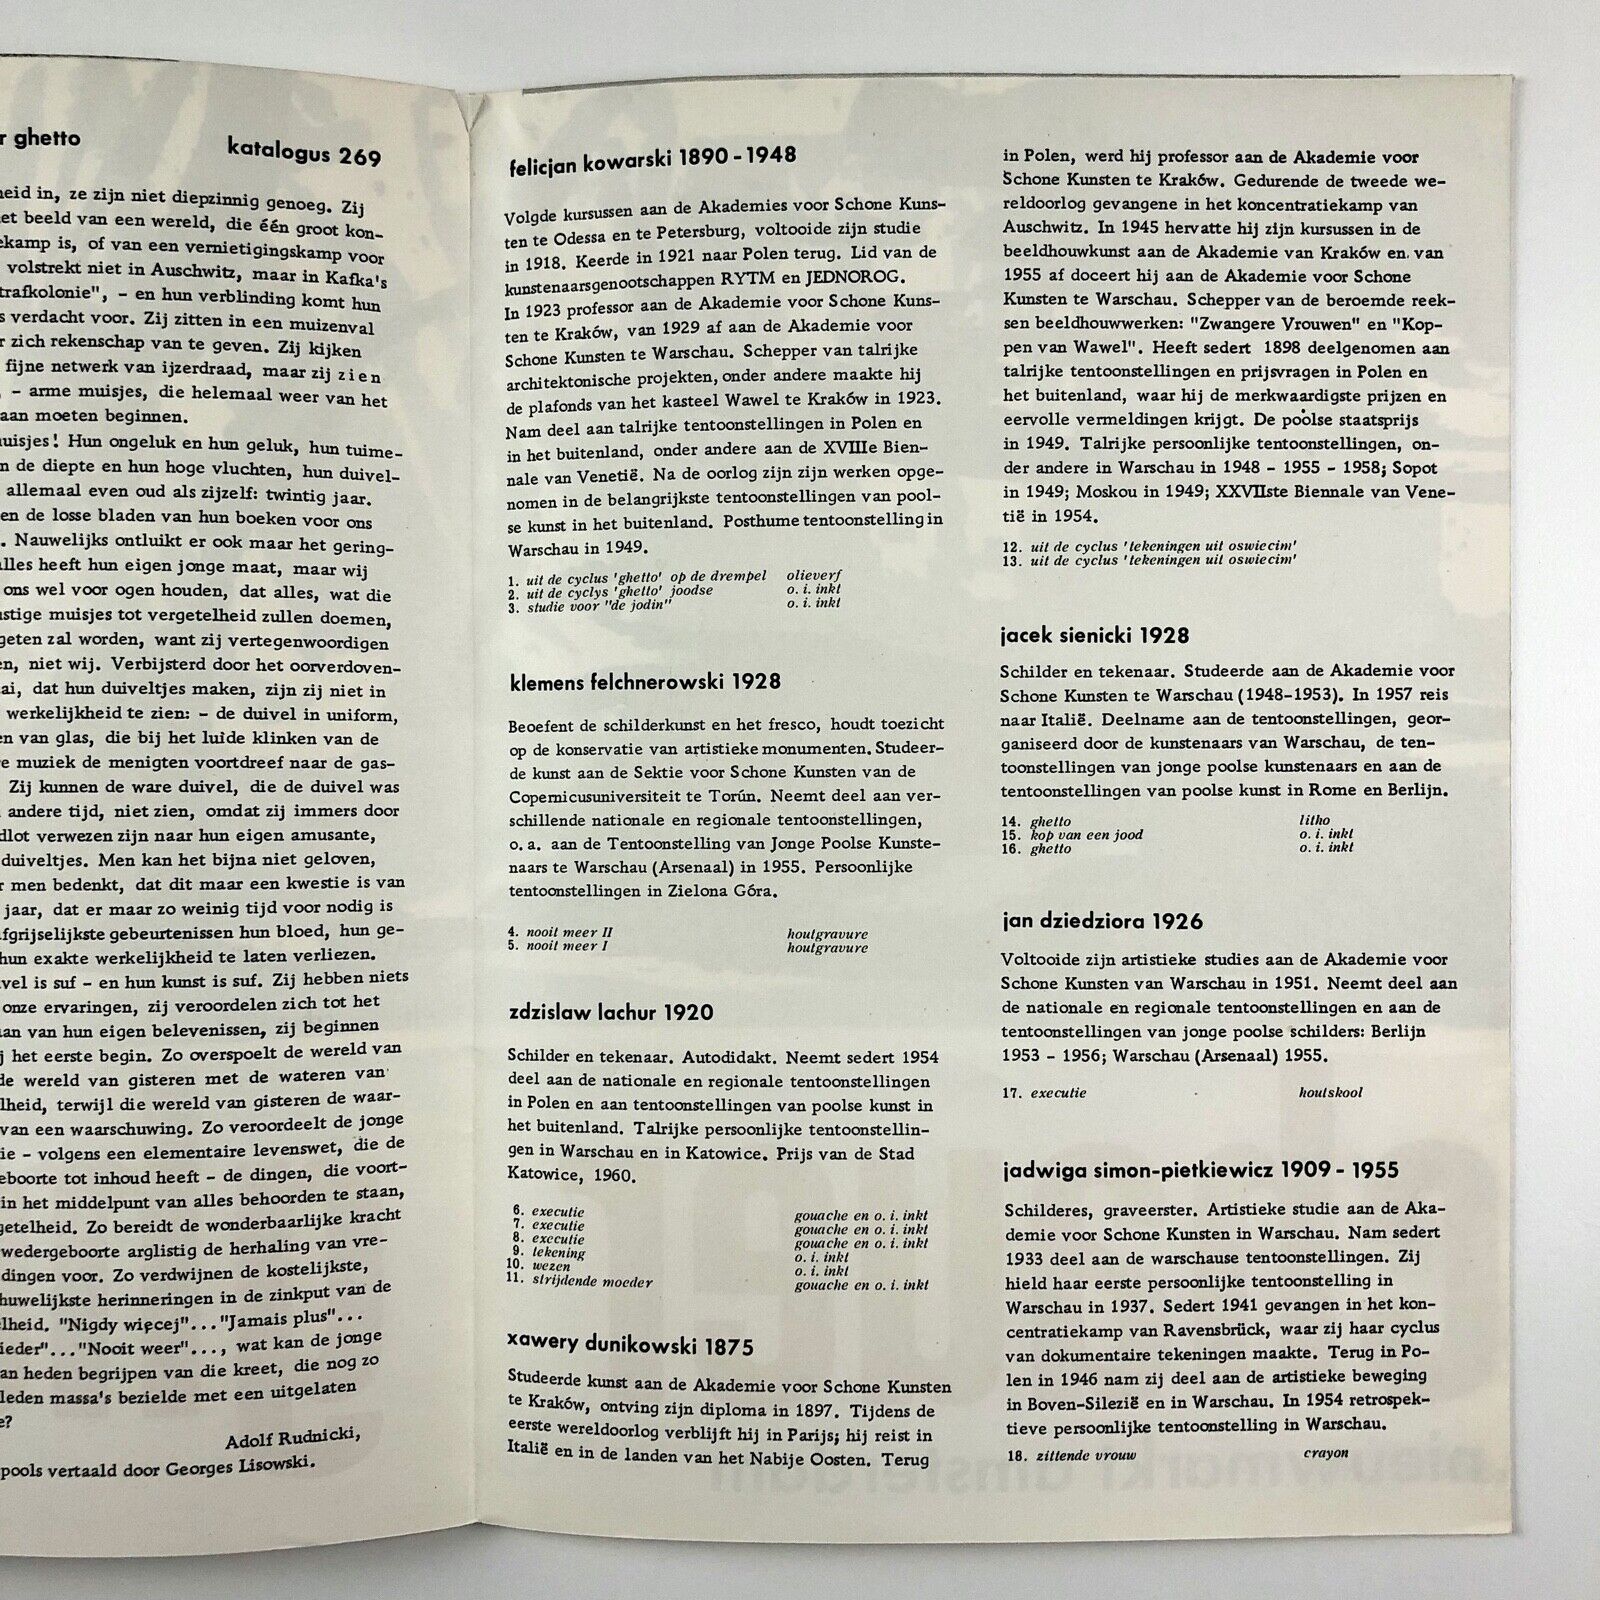 r ghetto
katalogus 269
heid in, ze zijn niet diepzinnig genoeg. Zij
het beeld van een wereld, die één groot kon-
ekamp is, of van een vernietigingskamp voor
volstrekt niet in Auschwitz, maar in Kafka's
trafkolonie", - en hun verblinding komt hun
s verdacht voor. Zij zitten in een muizenval
r zich rekenschap van te geven. Zij kijken
fijne netwerk van ijzerdraad, maar zij z i e n
, - arme muisjes, die helemaal weer van het
aan moeten beginnen.
muisjes! Hun ongeluk en hun geluk, hun tuime-
n de diepte en hun hoge vluchten, hun duivel-
allemaal even oud als zijzelf: twintig jaar.
en de losse bladen van hun boeken voor ons
. Nauwelijks ontluikt er ook maar het gering-
lles heeft hun eigen jonge maat, maar wij
ons wel voor ogen houden, dat alles, wat die
nstige muisjes tot vergetelheid zullen doemen,
geten zal worden, want zij vertegenwoordigen
en, niet wij. Verbijsterd door het oorverdoven-
ai, dat hun duiveltjes maken, zijn zij niet in
werkelijkheid te zien: - de duivel in uniform,
en van glas, die bij het luide klinken van de
re muziek de menigten voortdreef naar de gas-
Zij kunnen de ware duivel, die de duivel was
andere tijd, niet zien, omdat zij immers door
dlot verwezen zijn naar hun eigen amusante,
duiveltjes. Men kan het bijna niet geloven,
r men bedenkt, dat dit maar een kwestie is van
jaar, dat er maar zo weinig tijd voor nodig is
afgrijselijkste gebeurtenissen hun bloed, hun ge-
hun exakte werkelijkheid te laten verliezen.
vel is suf - en hun kunst is suf. Zij hebben niets
onze ervaringen, zij veroordelen zich tot het
aan van hun eigen belevenissen, zij beginnen
j het eerste begin. Zo overspoelt de wereld van
de wereld van gisteren met de wateren van
lheid, terwijl die wereld van gisteren de waar-
van een waarschuwing. Zo veroordeelt de jonge
ie - volgens een elementaire levenswet, die de
eboorte tot inhoud heeft - de dingen, die voort-
in het middelpunt van alles behoorden te staan,
getelheid. Zo bereidt de wonderbaarlijke kracht
wedergeboorte arglistig de herhaling van vre-
dingen voor. Zo verdwijnen de kostelijkste,
huwelijkste herinneringen in de zinkput van de
elheid. "Nigdy więcej"..."Jamais plus"...
ieder"..."Nooit weer"..., wat kan de jonge
an heden begrijpen van die kreet, die nog zo
leden massa's bezielde met een uitgelaten
e?
Adolf Rudnicki,
pools vertaald door Georges Lisowski.
felicjan kowarski 1890 - 1948
Volgde kursussen aan de Akademies voor Schone Kuns-
ten te Odessa en te Petersburg, voltooide zijn studie
in 1918. Keerde in 1921 naar Polen terug. Lid van de
kunstenaarsgenootschappen RYTM en JEDNOROG.
In 1923 professor aan de Akademie voor Schone Kuns-
ten te Kraków, van 1929 af aan de Akademie voor
Schone Kunsten te Warschau. Schepper van talrijke
architektonische projekten, onder andere maakte hij
de plafonds van het kasteel Wawel te Kraków in 1923.
Nam deel aan talrijke tentoonstellingen in Polen en
in het buitenland, onder andere aan de XVIIIe Bien-
nale van Venetië. Na de oorlog zijn zijn werken opge-
nomen in de belangrijkste tentoonstellingen van pool-
se kunst in het buitenland. Posthume tentoonstelling in
Warschau in 1949.
1. uit de cyclus 'ghetto' op de drempel olieverf
2. uit de cyclys 'ghetto' joodse o. i. inkt
3. studie voor "de jodin" o. i. inkt
klemens felchnerowski 1928
Beoefent de schilderkunst en het fresco, houdt toezicht
op de konservatie van artistieke monumenten. Studeer-
de kunst aan de Sektie voor Schone Kunsten van de
Copernicusuniversiteit te Torún. Neemt deel aan ver-
schillende nationale en regionale tentoonstellingen,
o. a. aan de Tentoonstelling van Jonge Poolse Kunste-
naars te Warschau (Arsenaal) in 1955. Persoonlijke
tentoonstellingen in Zielona Góra.
4. nooit meer II houtgravure
5. nooit meer I houtgravure
zdzislaw lachur 1920
Schilder en tekenaar. Autodidakt. Neemt sedert 1954
deel aan de nationale en regionale tentoonstellingen
in Polen en aan tentoonstellingen van poolse kunst in
het buitenland. Talrijke persoonlijke tentoonstellin-
gen in Warschau en in Katowice. Prijs van de Stad
Katowice, 1960.
6. executie gouache en o. i. inkt
7. executie gouache en o. i. inkt
8. executie gouache en o. i. inkt
9. tekening o. i. inkt
10. wezen o. i. inkt
11. strijdende moeder gouache en o. i. inkt
xawery dunikowski 1875
Studeerde kunst aan de Akademie voor Schone Kunsten
te Kraków, ontving zijn diploma in 1897. Tijdens de
eerste wereldoorlog verblijft hij in Parijs; hij reist in
Italië en in de landen van het Nabije Oosten. Terug
in Polen, werd hij professor aan de Akademie voor
Schone Kunsten te Kraków. Gedurende de tweede we-
reldoorlog gevangene in het koncentratiekamp van
Auschwitz. In 1945 hervatte hij zijn kursussen in de
beeldhouwkunst aan de Akademie van Kraków en. van
1955 af doceert hij aan de Akademie voor Schone
Kunsten te Warschau. Schepper van de beroemde reek-
sen beeldhouwwerken: "Zwangere Vrouwen" en "Kop-
pen van Wawel". Heeft sedert 1898 deelgenomen aan
talrijke tentoonstellingen en prijsvragen in Polen en
het buitenland, waar hij de merkwaardigste prijzen en
eervolle vermeldingen krijgt. De poolse staatsprijs
in 1949. Talrijke persoonlijke tentoonstellingen, on-
der andere in Warschau in 1948 - 1955 - 1958; Sopot
in 1949; Moskou in 1949; XXVIIste Biennale van Vene-
tië in 1954.
12. uit de cyclus 'tekeningen uit oswiecim'
13. uit de cyclus 'tekeningen uit oswiecim'
jacek sienicki 1928
Schilder en tekenaar. Studeerde aan de Akademie voor
Schone Kunsten te Warschau (1948-1953). In 1957 reis
naar Italië. Deelname aan de tentoonstellingen, geor-
ganiseerd door de kunstenaars van Warschau, de ten-
toonstellingen van jonge poolse kunstenaars en aan de
tentoonstellingen van poolse kunst in Rome en Berlijn.
14. ghetto litho
15. kop van een jood o. i. inkt
16. ghetto o. i. inkt
jan dziedziora 1926
Voltooide zijn artistieke studies aan de Akademie voor
Schone Kunsten van Warschau in 1951. Neemt deel aan
de nationale en regionale tentoonstellingen en aan de
tentoonstellingen van jonge poolse schilders: Berlijn
1953 - 1956; Warschau (Arsenaal) 1955.
17. executie houtskool
jadwiga simon-pietkiewicz 1909 - 1955
Schilderes, graveerster. Artistieke studie aan de Aka-
demie voor Schone Kunsten in Warschau. Nam sedert
1933 deel aan de warschause tentoonstellingen. Zij
hield haar eerste persoonlijke tentoonstelling in
Warschau in 1937. Sedert 1941 gevangen in het kon-
centratiekamp van Ravensbrück, waar zij haar cyclus
van dokumentaire tekeningen maakte. Terug in Po-
len in 1946 nam zij deel aan de artistieke beweging
in Boven-Silezië en in Warschau. In 1954 retrospek-
tieve persoonlijke tentoonstelling in Warschau.
18. zittende vrouw crayon